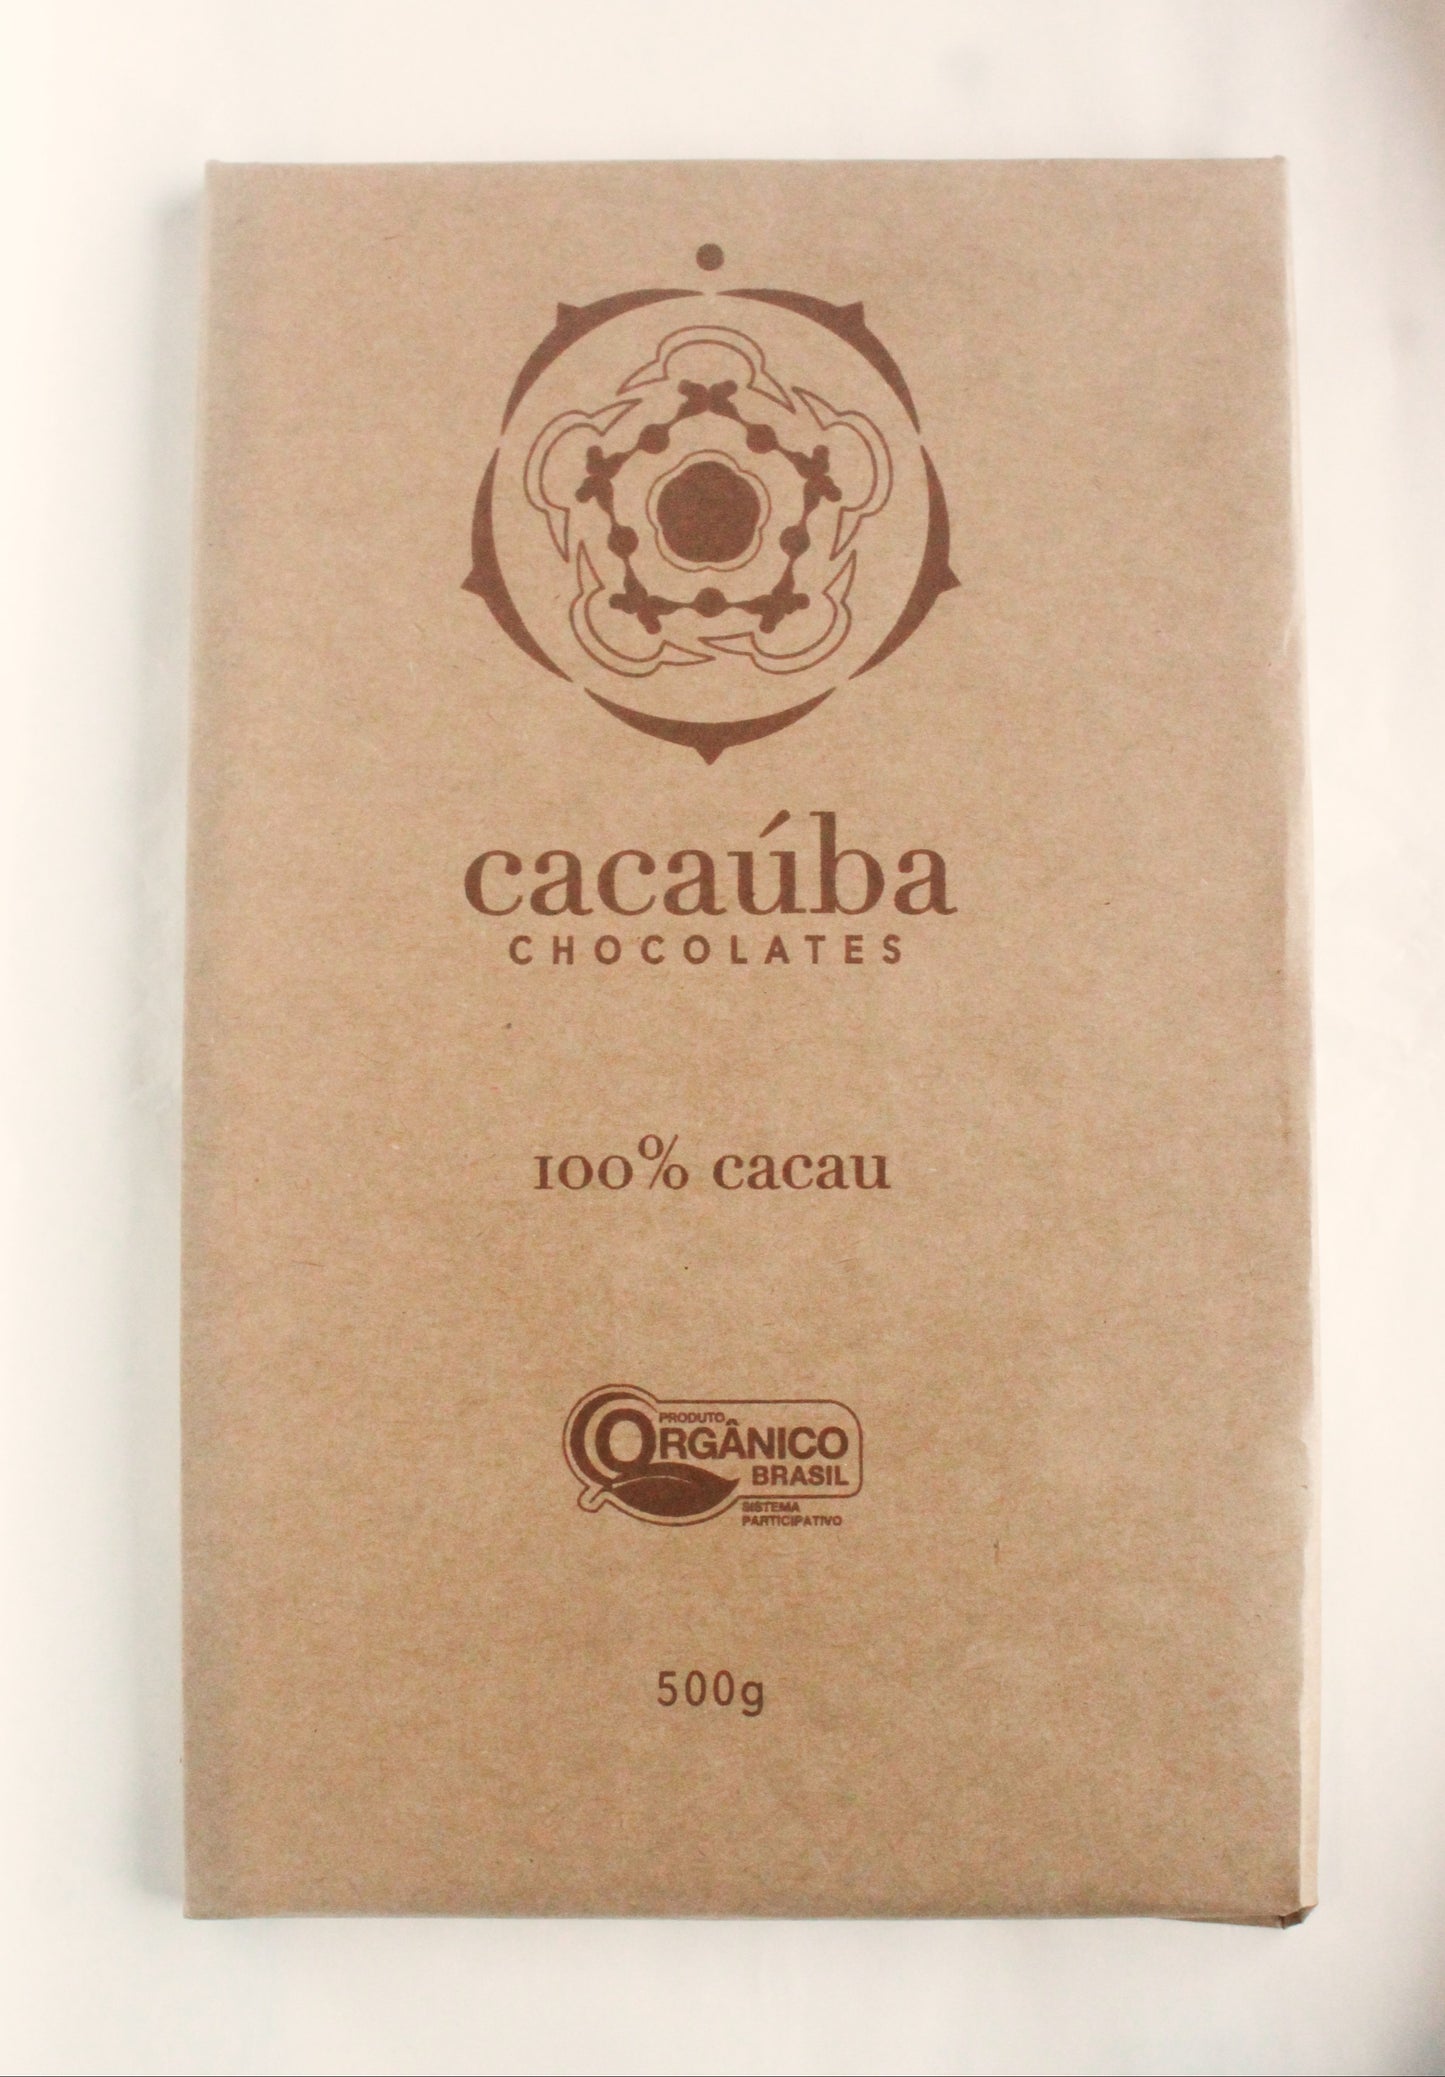 cacaúba
CHOCOLATES
100% cacau
PRODUTO
ORGÂNICO
BRASIL
SISTEMA
PARTICIPATIVO
500g